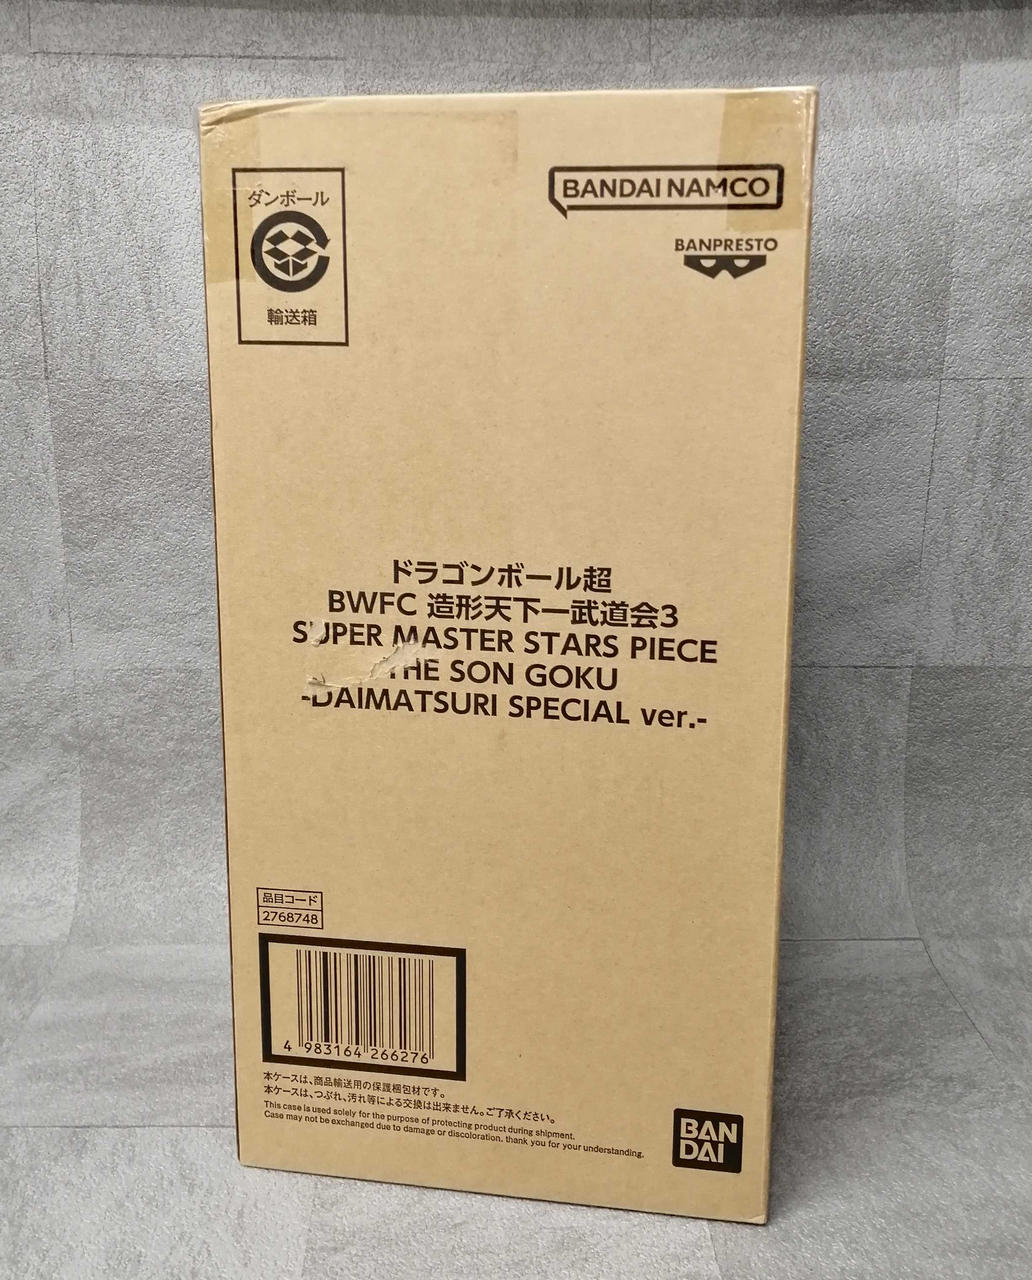 ダンボール
輸送箱
BANDAI NAMCO
BANPRESTO
ドラゴンボール超
BWFC 造形天下一武道会3
SUPER MASTER STARS PIECE
THE SON GOKU
-DAIMATSURI SPECIAL ver.-
品目コード
2768748
4 983164 266276
本ケースは、商品輸送用の保護梱包材です。
本ケースは、つぶれ、汚れ等による交換は出来ません。ご了承ください。
This case is used solely for the purpose of protecting product during shipment.
Case may not be exchanged due to damage or discoloration. thank you for your understanding.
BAN
DAI